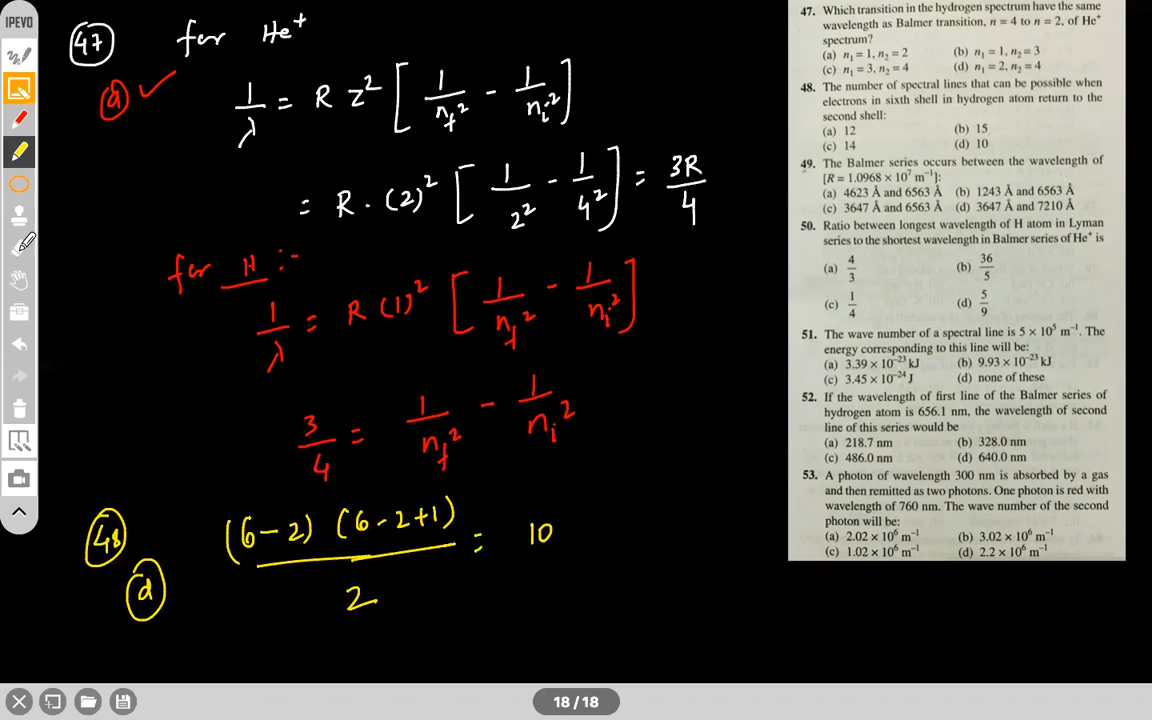 IPEVO
47 for He⁺
(a) ✓
1/λ = R Z² [ 1/n_f² - 1/n_i² ]
= R · (2)² [ 1/2² - 1/4² ] = 3R/4
for H :-
1/λ = R (1)² [ 1/n_f² - 1/n_i² ]
3/4 = 1/n_f² - 1/n_i²
48 (6-2) (6-2+1) / 2 = 10
(d)
18 / 18
47. Which transition in the hydrogen spectrum have the same
wavelength as Balmer transition, n = 4 to n = 2, of He⁺
spectrum?
(a) n₁ = 1, n₂ = 2 (b) n₁ = 1, n₂ = 3
(c) n₁ = 3, n₂ = 4 (d) n₁ = 2, n₂ = 4
48. The number of spectral lines that can be possible when
electrons in sixth shell in hydrogen atom return to the
second shell:
(a) 12 (b) 15
(c) 14 (d) 10
49. The Balmer series occurs between the wavelength of
[R = 1.0968 × 10⁷ m⁻¹]:
(a) 4623 Å and 6563 Å (b) 1243 Å and 6563 Å
(c) 3647 Å and 6563 Å (d) 3647 Å and 7210 Å
50. Ratio between longest wavelength of H atom in Lyman
series to the shortest wavelength in Balmer series of He⁺ is
(a) 4/3 (b) 36/5
(c) 1/4 (d) 5/9
51. The wave number of a spectral line is 5 × 10⁵ m⁻¹. The
energy corresponding to this line will be:
(a) 3.39 × 10⁻²³ kJ (b) 9.93 × 10⁻²³ kJ
(c) 3.45 × 10⁻²⁴ J (d) none of these
52. If the wavelength of first line of the Balmer series of
hydrogen atom is 656.1 nm, the wavelength of second
line of this series would be
(a) 218.7 nm (b) 328.0 nm
(c) 486.0 nm (d) 640.0 nm
53. A photon of wavelength 300 nm is absorbed by a gas
and then remitted as two photons. One photon is red with
wavelength of 760 nm. The wave number of the second
photon will be:
(a) 2.02 × 10⁶ m⁻¹ (b) 3.02 × 10⁶ m⁻¹
(c) 1.02 × 10⁶ m⁻¹ (d) 2.2 × 10⁶ m⁻¹